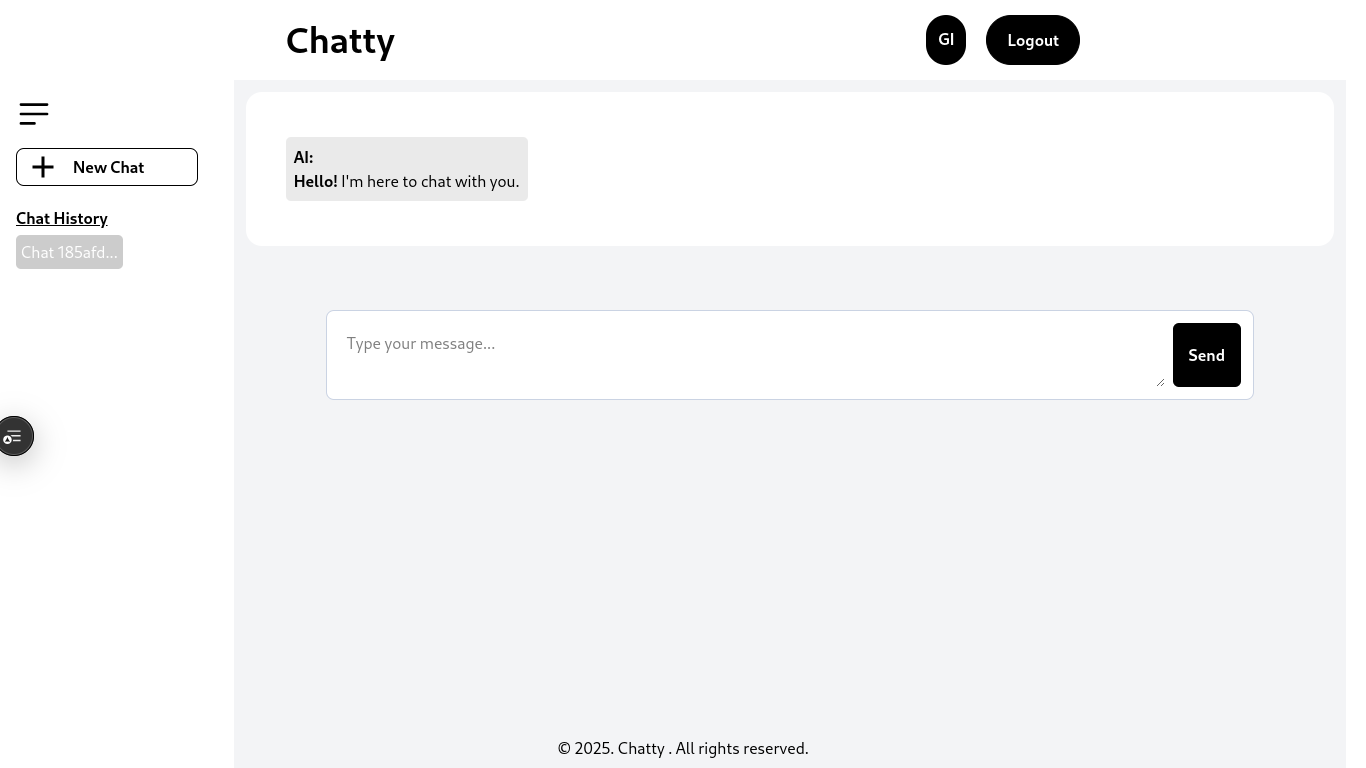 Chatty
GI
Logout
New Chat
Chat History
Chat 185afd...
AI:
Hello! I'm here to chat with you.
Type your message...
Send
© 2025. Chatty . All rights reserved.